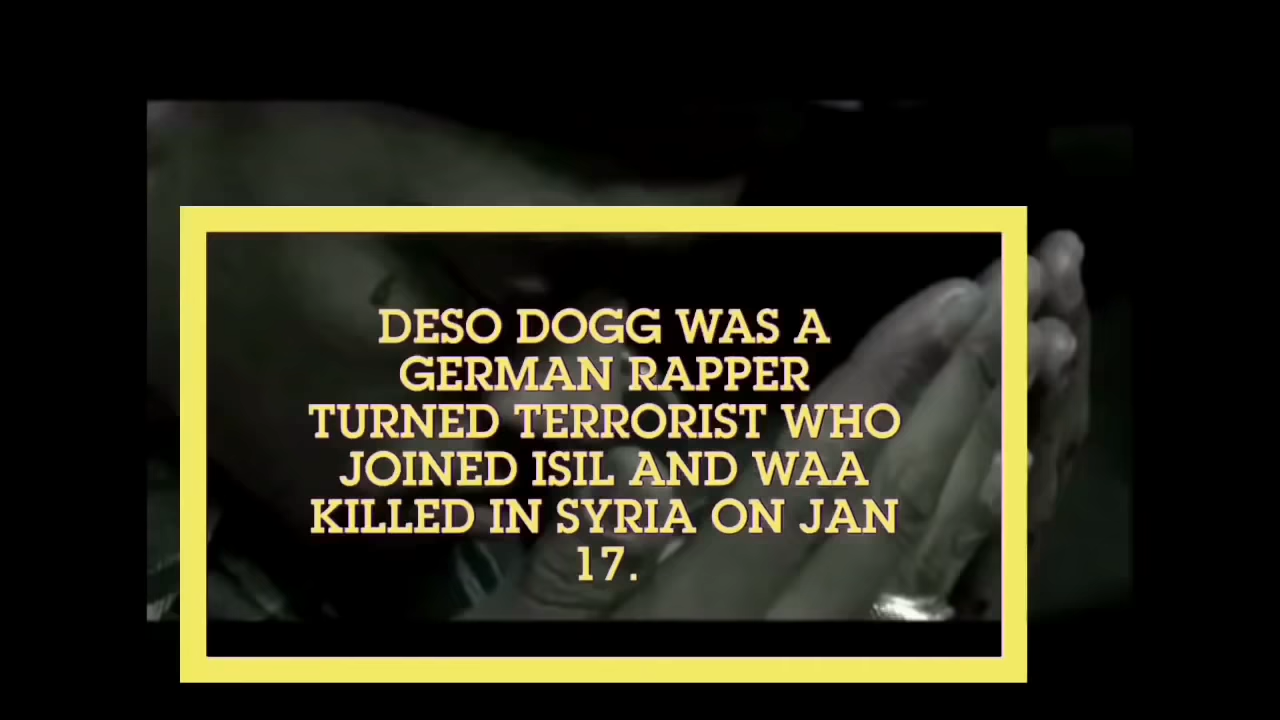 DESO DOGG WAS A
GERMAN RAPPER
TURNED TERRORIST WHO
JOINED ISIL AND WAA
KILLED IN SYRIA ON JAN
17.